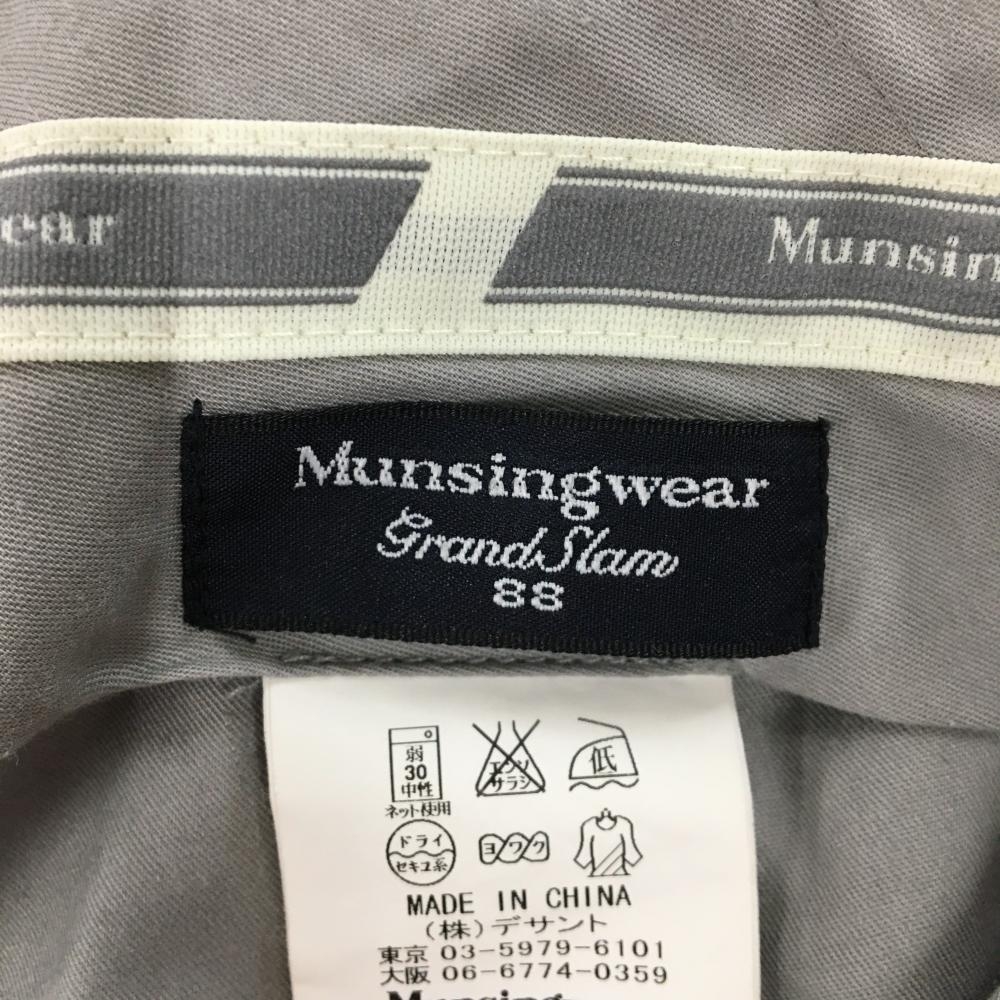 ear
Munsin
Munsingwear
Grand Slam
88
弱
30
中性
ネット使用
エンソ
サラシ
低
ドライ
セキユ系
ヨワク
MADE IN CHINA
(株)デサント
東京 03-5979-6101
大阪 06-6774-0359
Munsing